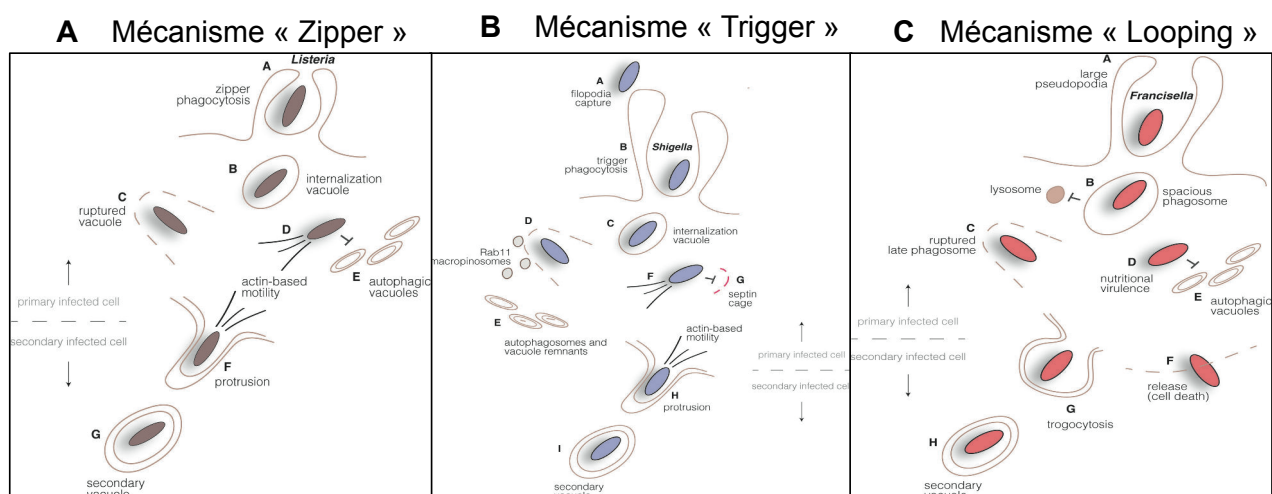 A Mécanisme « Zipper »
A
Listeria
zipper
phagocytosis
B
internalization
vacuole
C
ruptured
vacuole
D
E
autophagic
vacuoles
actin-based
motility
primary infected cell
secondary infected cell
F
protrusion
G
secondary
B Mécanisme « Trigger »
A
filopodia
capture
B
trigger
phagocytosis
Shigella
C
internalization
vacuole
D
Rab11
macropinosomes
E
autophagosomes and
vacuole remnants
F
G
septin
cage
actin-based
motility
primary infected cell
secondary infected cell
H
protrusion
I
secondary
C Mécanisme « Looping »
A
large
pseudopodia
Francisella
lysosome
B
spacious
phagosome
C
ruptured
late phagosome
D
nutritional
virulence
E
autophagic
vacuoles
primary infected cell
secondary infected cell
F
release
(cell death)
G
trogocytosis
H
secondary